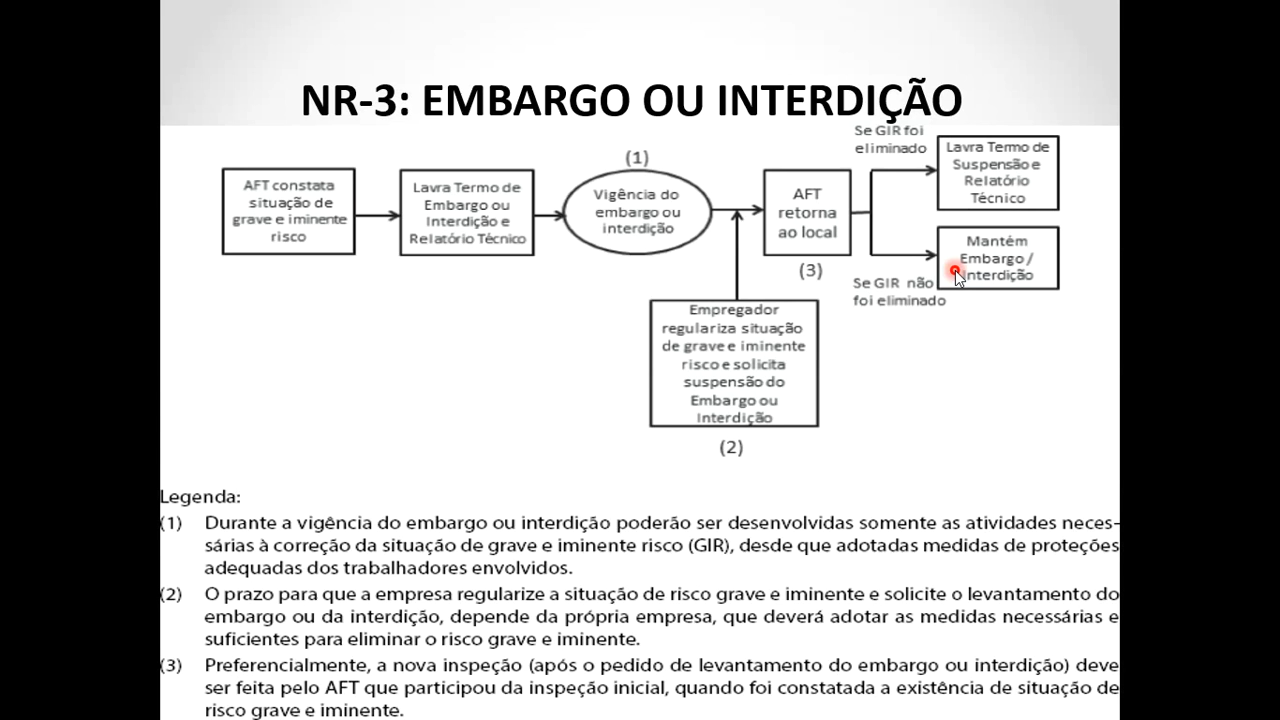 NR-3: EMBARGO OU INTERDIÇÃO
AFT constata
situação de
grave e iminente
risco
Lavra Termo de
Embargo ou
Interdição e
Relatório Técnico
(1)
Vigência do
embargo ou
interdição
Empregador
regulariza situação
de grave e iminente
risco e solicita
suspensão do
Embargo ou
Interdição
(2)
AFT
retorna
ao local
(3)
Se GIR foi
eliminado
Lavra Termo de
Suspensão e
Relatório
Técnico
Se GIR não
foi eliminado
Mantém
Embargo /
Interdição
Legenda:
(1) Durante a vigência do embargo ou interdição poderão ser desenvolvidas somente as atividades neces-
sárias à correção da situação de grave e iminente risco (GIR), desde que adotadas medidas de proteções
adequadas dos trabalhadores envolvidos.
(2) O prazo para que a empresa regularize a situação de risco grave e iminente e solicite o levantamento do
embargo ou da interdição, depende da própria empresa, que deverá adotar as medidas necessárias e
suficientes para eliminar o risco grave e iminente.
(3) Preferencialmente, a nova inspeção (após o pedido de levantamento do embargo ou interdição) deve
ser feita pelo AFT que participou da inspeção inicial, quando foi constatada a existência de situação de
risco grave e iminente.